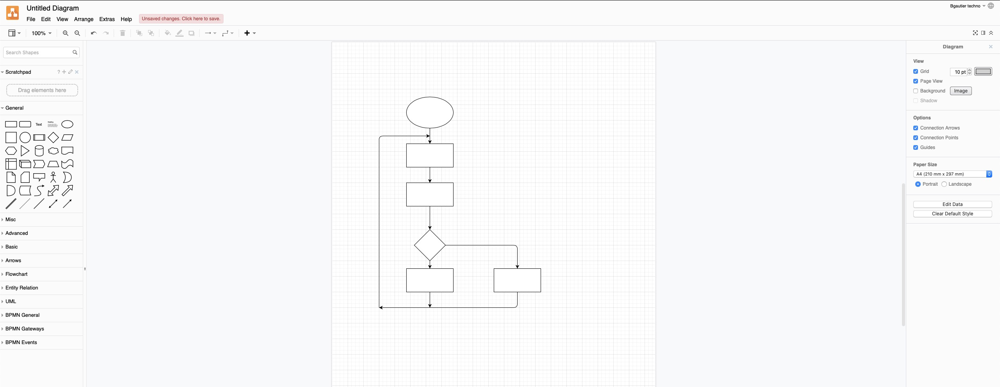 Untitled Diagram
Bgautier techno
File Edit View Arrange Extras Help Unsaved changes. Click here to save.
100%
Search Shapes
Scratchpad ?
Drag elements here
General
Text
Heading
Misc
Advanced
Basic
Arrows
Flowchart
Entity Relation
UML
BPMN General
BPMN Gateways
BPMN Events
Diagram
View
Grid 10 pt
Page View
Background Image
Shadow
Options
Connection Arrows
Connection Points
Guides
Paper Size
A4 (210 mm x 297 mm)
Portrait Landscape
Edit Data
Clear Default Style